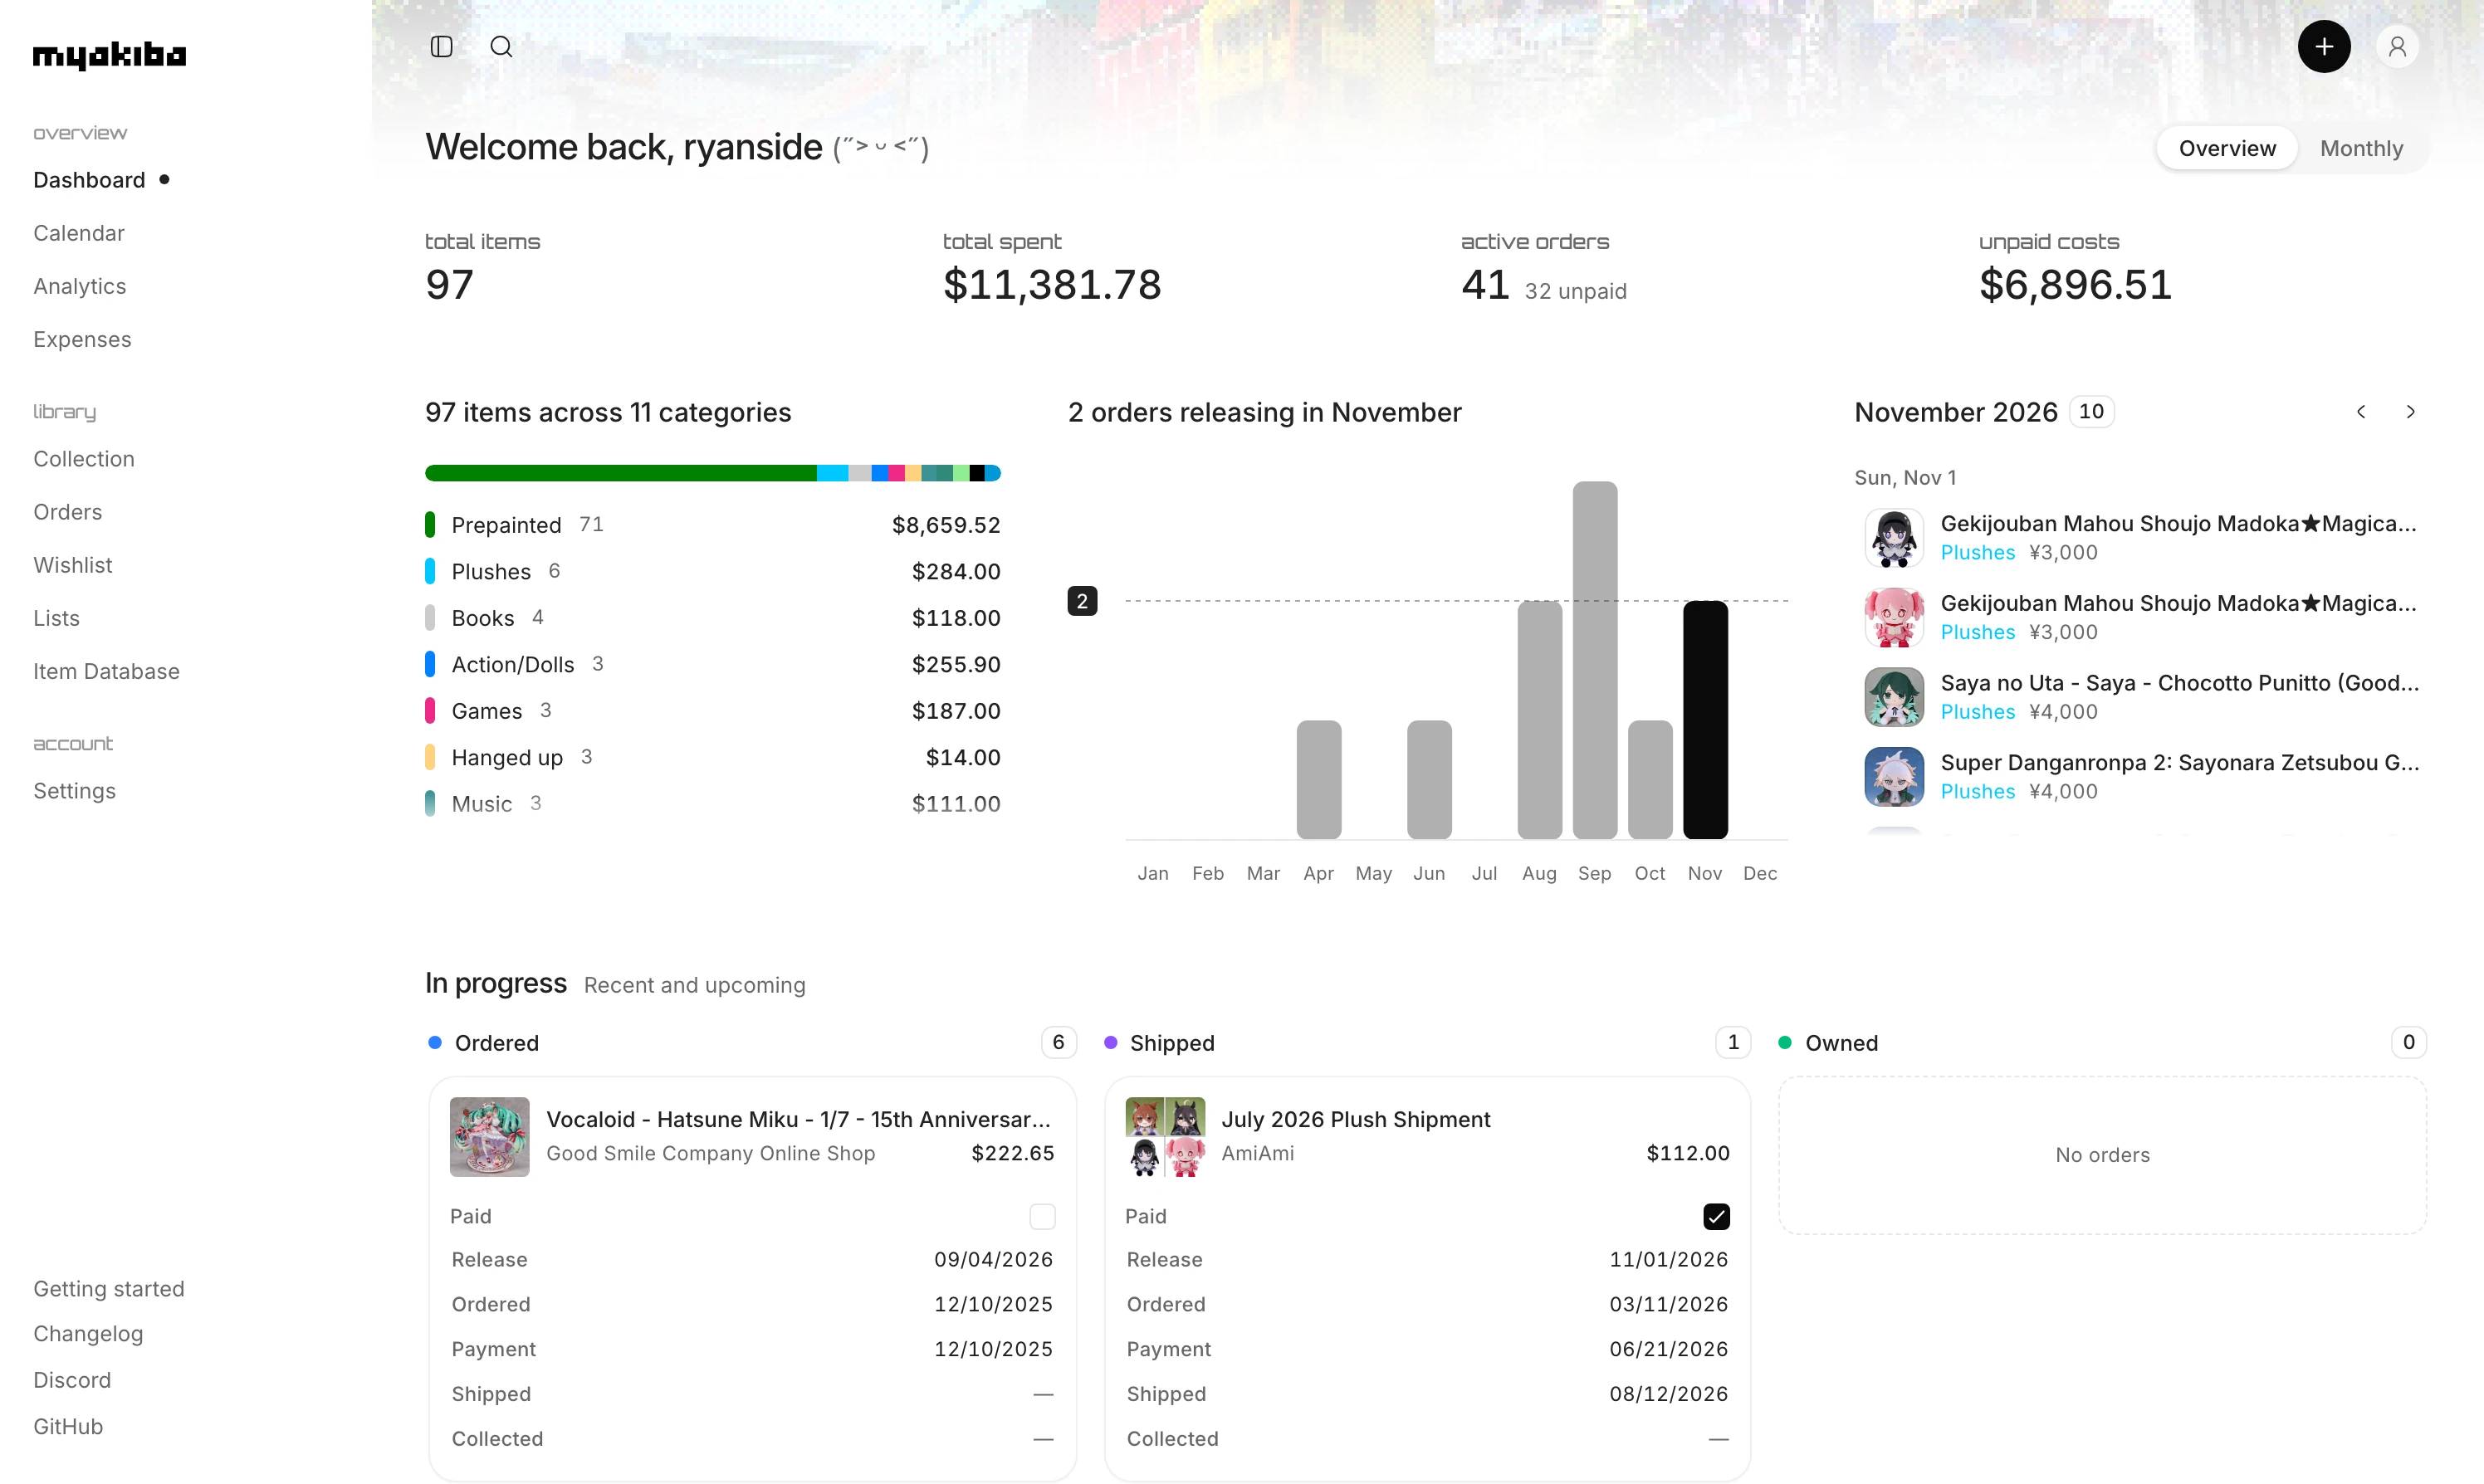 myakiba
overview
Dashboard
Calendar
Analytics
Expenses
library
Collection
Orders
Wishlist
Lists
Item Database
account
Settings
Getting started
Changelog
Discord
GitHub
Welcome back, ryanside (˝> ᴗ <˝)
Overview
Monthly
total items
97
total spent
$11,381.78
active orders
41 32 unpaid
unpaid costs
$6,896.51
97 items across 11 categories
Prepainted 71 $8,659.52
Plushes 6 $284.00
Books 4 $118.00
Action/Dolls 3 $255.90
Games 3 $187.00
Hanged up 3 $14.00
Music 3 $111.00
2 orders releasing in November
2
Jan Feb Mar Apr May Jun Jul Aug Sep Oct Nov Dec
November 2026 10
Sun, Nov 1
Gekijouban Mahou Shoujo Madoka★Magica...
Plushes ¥3,000
Gekijouban Mahou Shoujo Madoka★Magica...
Plushes ¥3,000
Saya no Uta - Saya - Chocotto Punitto (Good...
Plushes ¥4,000
Super Danganronpa 2: Sayonara Zetsubou G...
Plushes ¥4,000
In progress Recent and upcoming
Ordered 6
Vocaloid - Hatsune Miku - 1/7 - 15th Anniversar...
Good Smile Company Online Shop $222.65
Paid
Release 09/04/2026
Ordered 12/10/2025
Payment 12/10/2025
Shipped —
Collected —
Shipped 1
July 2026 Plush Shipment
AmiAmi $112.00
Paid
Release 11/01/2026
Ordered 03/11/2026
Payment 06/21/2026
Shipped 08/12/2026
Collected —
Owned 0
No orders